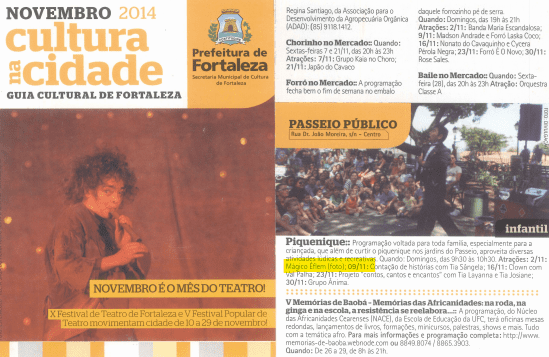 NOVEMBRO 2014
cultura
na cidade
GUIA CULTURAL DE FORTALEZA
Prefeitura de
Fortaleza
Secretaria Municipal de Cultura
de Fortaleza
NOVEMBRO É O MÊS DO TEATRO!
X Festival de Teatro de Fortaleza e V Festival Popular de
Teatro movimentam cidade de 10 a 29 de novembro!
Regina Santiago, da Associação para o
Desenvolvimento da Agropecuária Orgânica
(ADAO): (85) 9118.1412.
Chorinho no Mercado:: Quando:
Sextas-feiras 7 e 21/11, das 20h às 23h
Atrações: 7/11: Grupo Kaia no Choro;
21/11: Japão do Cavaco
Forró no Mercado:: A programação
fecha bem o fim de semana no embalo
daquele forrozinho pé de serra.
Quando: Domingos, das 19h às 21h
Atrações: 2/11: Banda Maria Escandalosa;
9/11: Madson Andrade e Forró Laska Coco;
16/11: Nonato do Cavaquinho e Cycera
Pérola Negra; 23/11: Forró É O Novo; 30/11:
Rose Sales.
Baile no Mercado:: Quando: Sexta-
feira (28), das 20h às 23h Atração: Orquestra
Classe A
PASSEIO PÚBLICO
Rua Dr. João Moreira, s/n – Centro
infantil
Piquenique:: Programação voltada para toda família, especialmente para a
criançada, que além de curtir o piquenique nos jardins do Passeio, aproveita diversas
atividades lúdicas e recreativas. Quando: Domingos, das 9h30 às 10h30. Atrações: 2/11:
Mágico Éflem (foto); 09/11: Contação de histórias com Tia Sângela; 16/11: Clown com
Val Palha; 23/11: Projeto "contos, cantos e encantos" com Tia Layanna e Tia Josiane;
30/11: Grupo Ânima.
V Memórias de Baobá – Memórias das Africanidades: na roda, na
ginga e na escola, a resistência se reelabora...:: A programação, do Núcleo
das Africanidades Cearenses (NACE), da Escola de Educação da UFC, terá oficinas mesas
redondas, lançamentos de livros, formações, minicursos, palestras, shows e mais. Tudo
com a temática afro. Para mais informações e programação completa: http://www.
memorias-de-baoba.webnode.com ou 8849.8074 / 8665.3903.
Quando: De 26 a 29, de 8h às 21h.